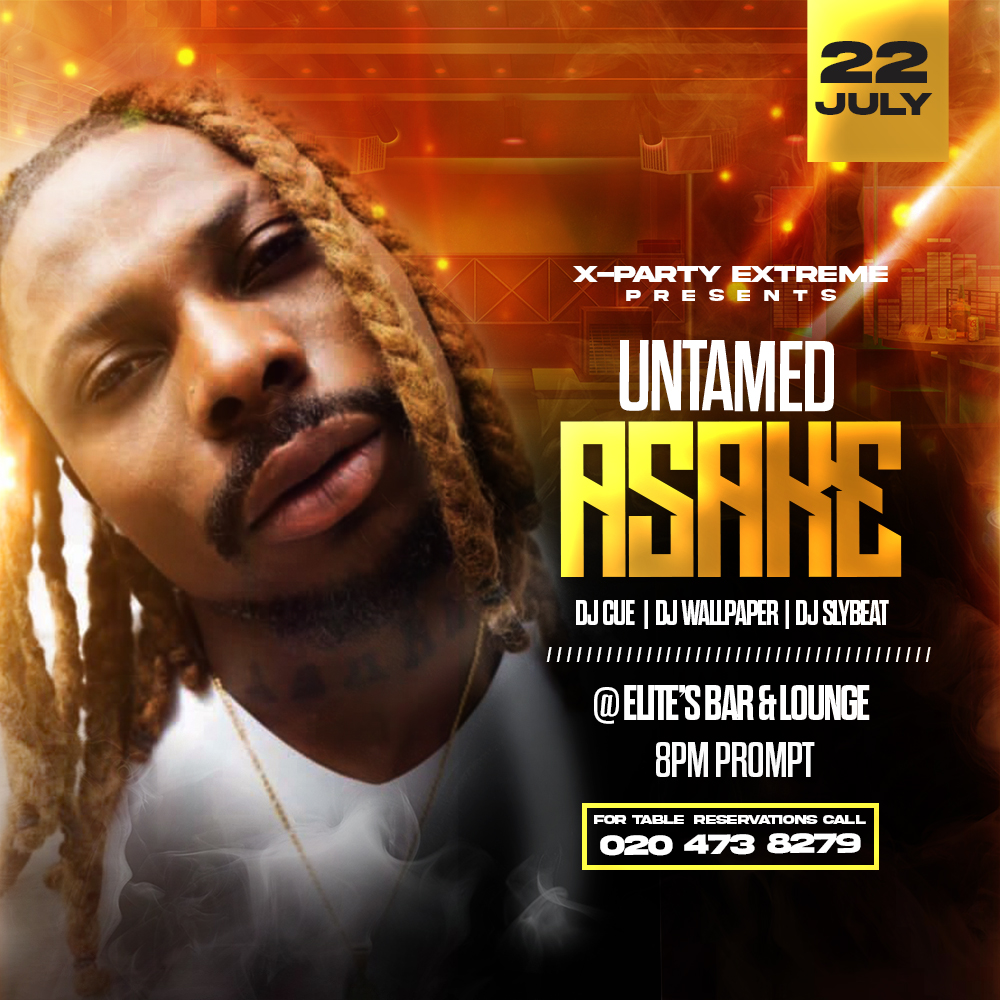 22
JULY
X-PARTY EXTREME
PRESENTS
UNTAMED
ASAKE
DJ CUE | DJ WALLPAPER | DJ SLYBEAT
@ ELITE'S BAR & LOUNGE
8PM PROMPT
FOR TABLE RESERVATIONS CALL
020 473 8279